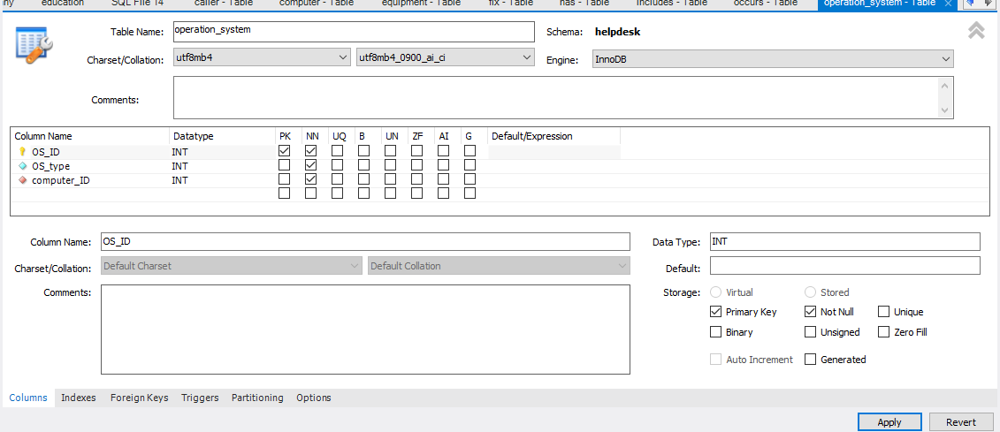 education SQL File 14 caller - Table computer - Table equipment - Table fix - Table has - Table includes - Table occurs - Table operation_system - Table
Table Name: operation_system Schema: helpdesk
Charset/Collation: utf8mb4 utf8mb4_0900_ai_ci Engine: InnoDB
Comments:
Column Name Datatype PK NN UQ B UN ZF AI G Default/Expression
OS_ID INT
OS_type INT
computer_ID INT
Column Name: OS_ID Data Type: INT
Charset/Collation: Default Charset Default Collation Default:
Comments: Storage: Virtual Stored
Primary Key Not Null Unique
Binary Unsigned Zero Fill
Auto Increment Generated
Columns Indexes Foreign Keys Triggers Partitioning Options
Apply Revert